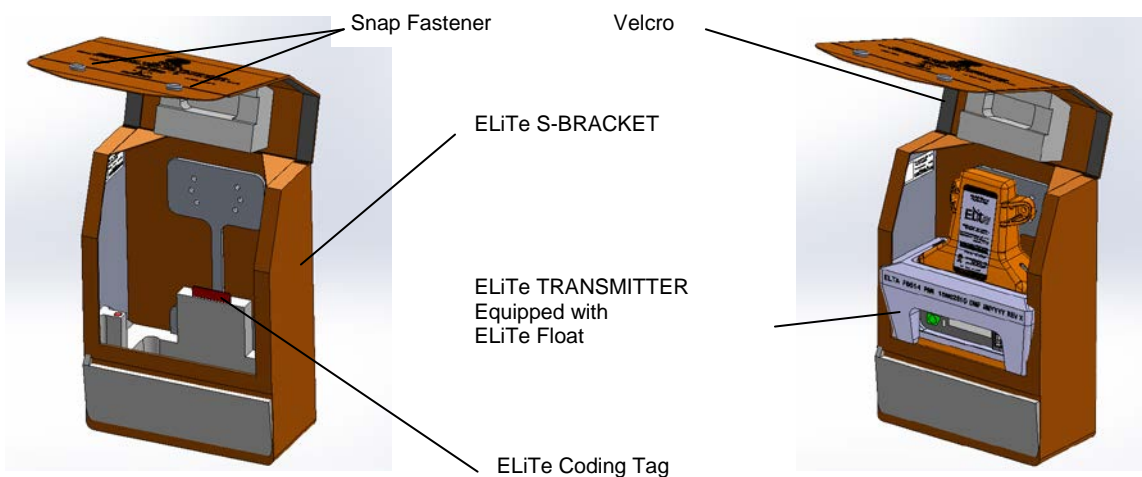 Snap Fastener
Velcro
ELiTe S-BRACKET
ELiTe TRANSMITTER
Equipped with
ELiTe Float
ELiTe Coding Tag